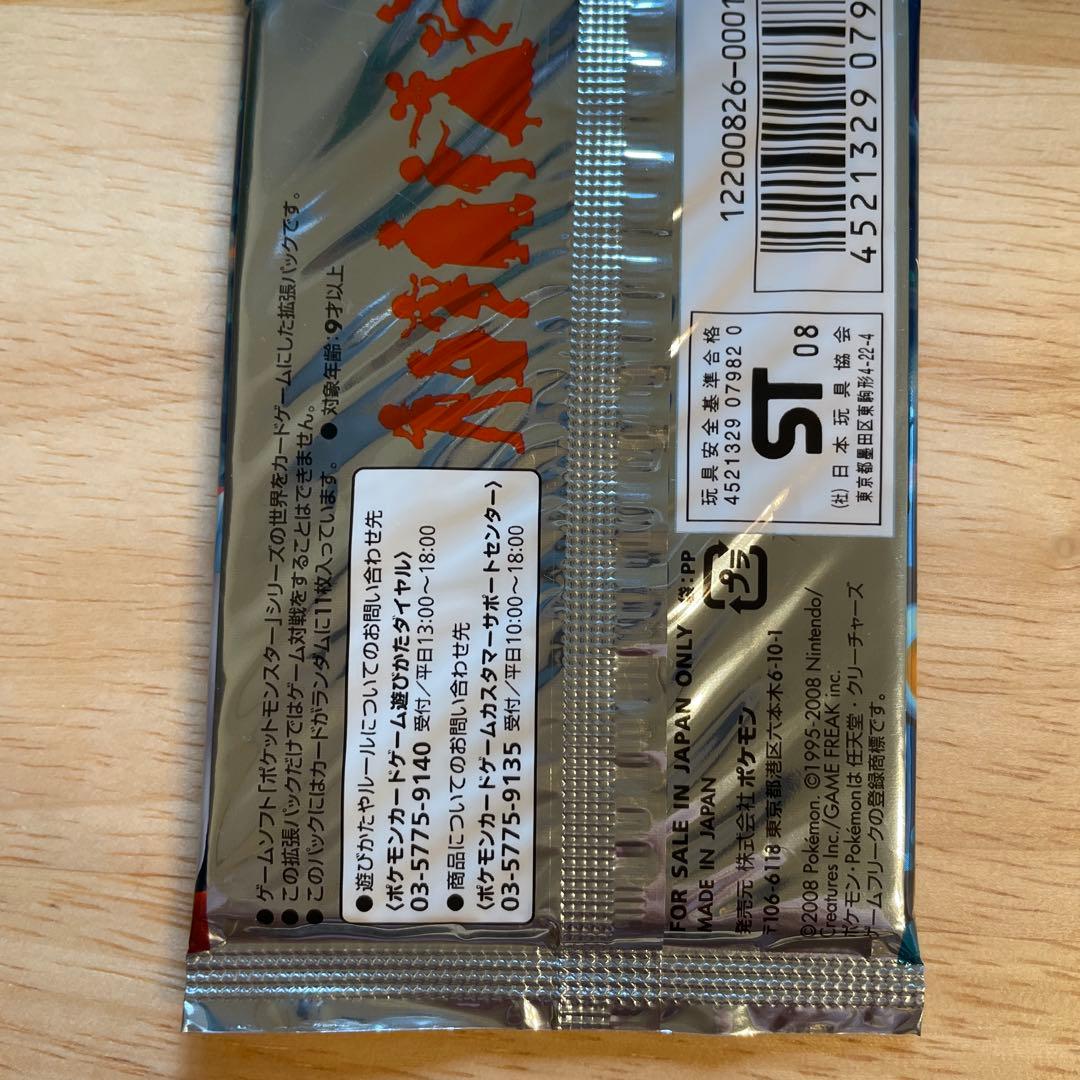 ●ゲームソフト「ポケットモンスター」シリーズの世界をカードゲームにした拡張パックです。
●この拡張パックだけではゲーム対戦をすることはできません。
●このパックにはカードがランダムに11枚入っています。 ●対象年齢:9才以上
●遊びかたやルールについてのお問い合わせ先
〈ポケモンカードゲーム遊びかたダイヤル〉
03-5775-9140 受付/平日13:00〜18:00
●商品についてのお問い合わせ先
〈ポケモンカードゲームカスタマーサポートセンター〉
03-5775-9135 受付/平日10:00〜18:00
FOR SALE IN JAPAN ONLY
MADE IN JAPAN
袋:PP
プラ
発売元 株式会社 ポケモン
〒106-6118 東京都港区六本木6-10-1
©2008 Pokémon. ©1995-2008 Nintendo/
Creatures Inc./GAME FREAK inc.
ポケモン・Pokémonは 任天堂・クリーチャーズ
ゲームフリークの登録商標です。
玩具安全基準合格
4521329 07982 0
ST 08
(社)日本玩具協会
東京都墨田区東駒形4-22-4
12200826-0001
4521329 079